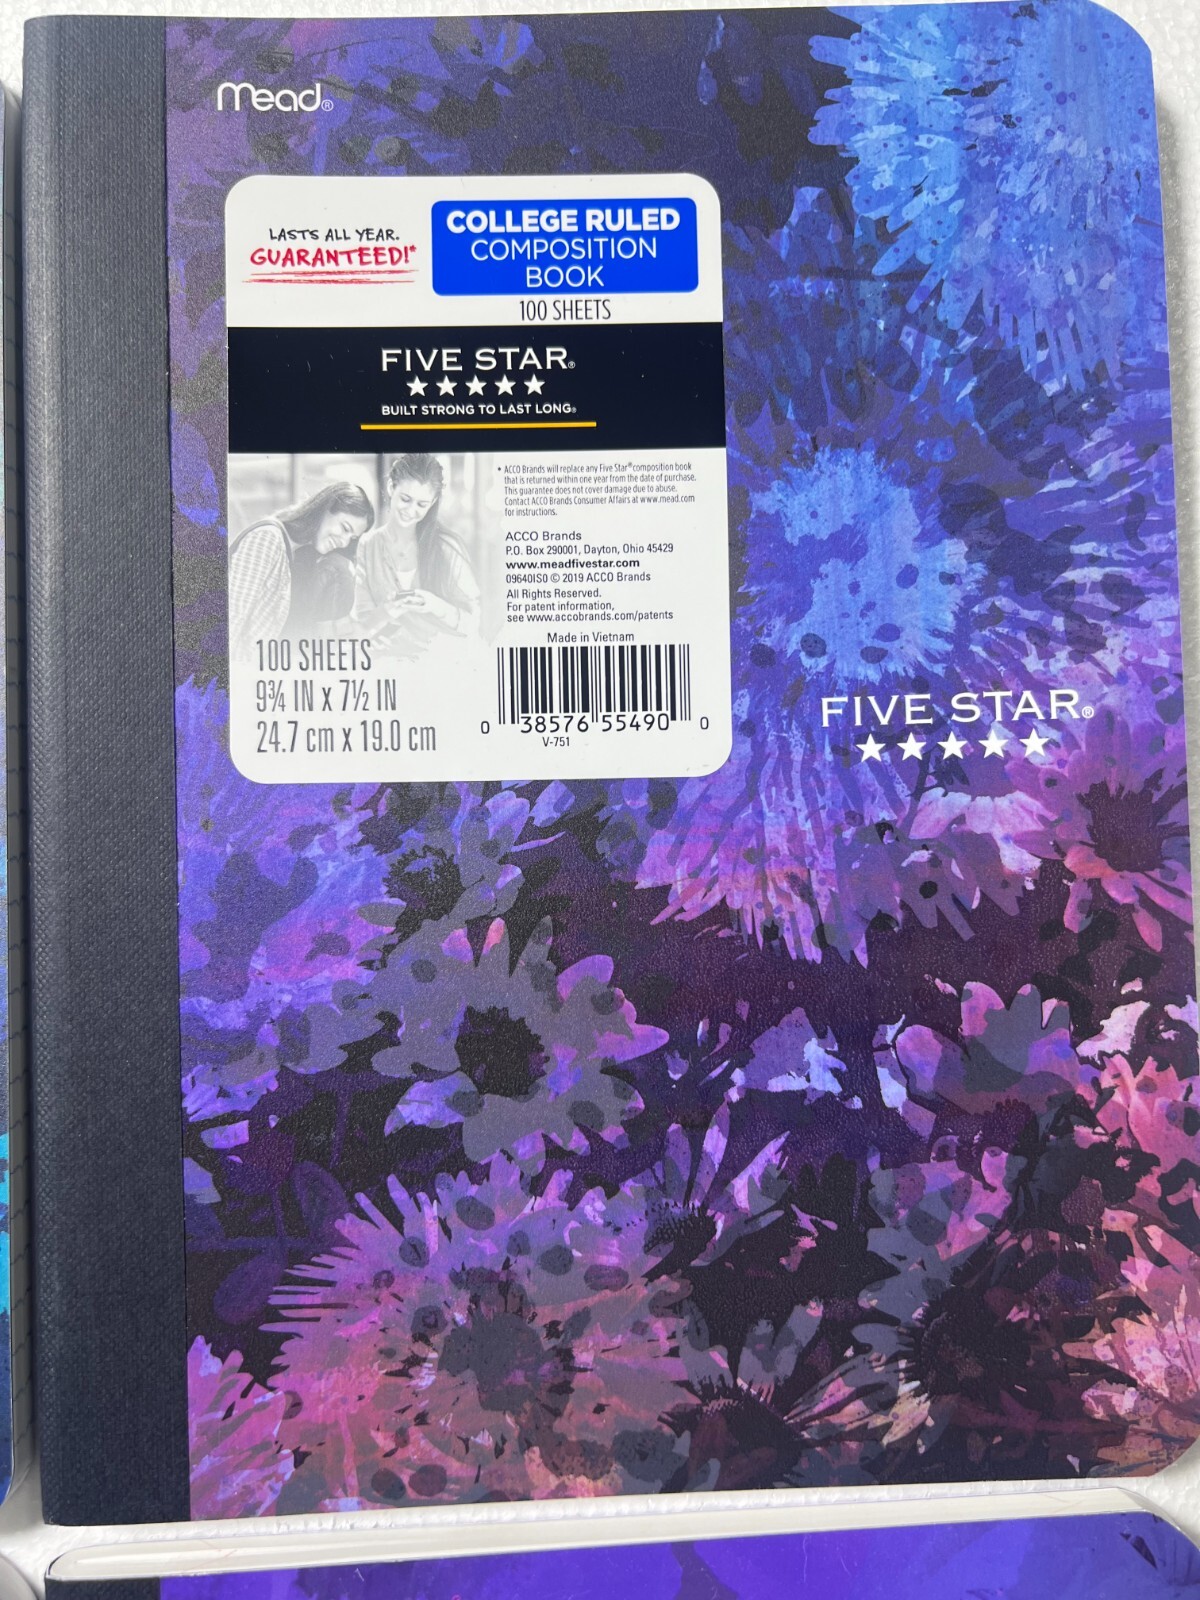 Mead®
LASTS ALL YEAR.
GUARANTEED!*
COLLEGE RULED
COMPOSITION
BOOK
100 SHEETS
FIVE STAR®
★★★★★
BUILT STRONG TO LAST LONG®
* ACCO Brands will replace any Five Star® composition book
that is returned within one year from the date of purchase.
This guarantee does not cover damage due to abuse.
Contact ACCO Brands Consumer Affairs at www.mead.com
for instructions.
ACCO Brands
P.O. Box 290001, Dayton, Ohio 45429
www.meadfivestar.com
09640IS0 © 2019 ACCO Brands
All Rights Reserved.
For patent information,
see www.accobrands.com/patents
Made in Vietnam
0 38576 55490 0
V-751
100 SHEETS
9¾ IN x 7½ IN
24.7 cm x 19.0 cm
FIVE STAR®
★★★★★